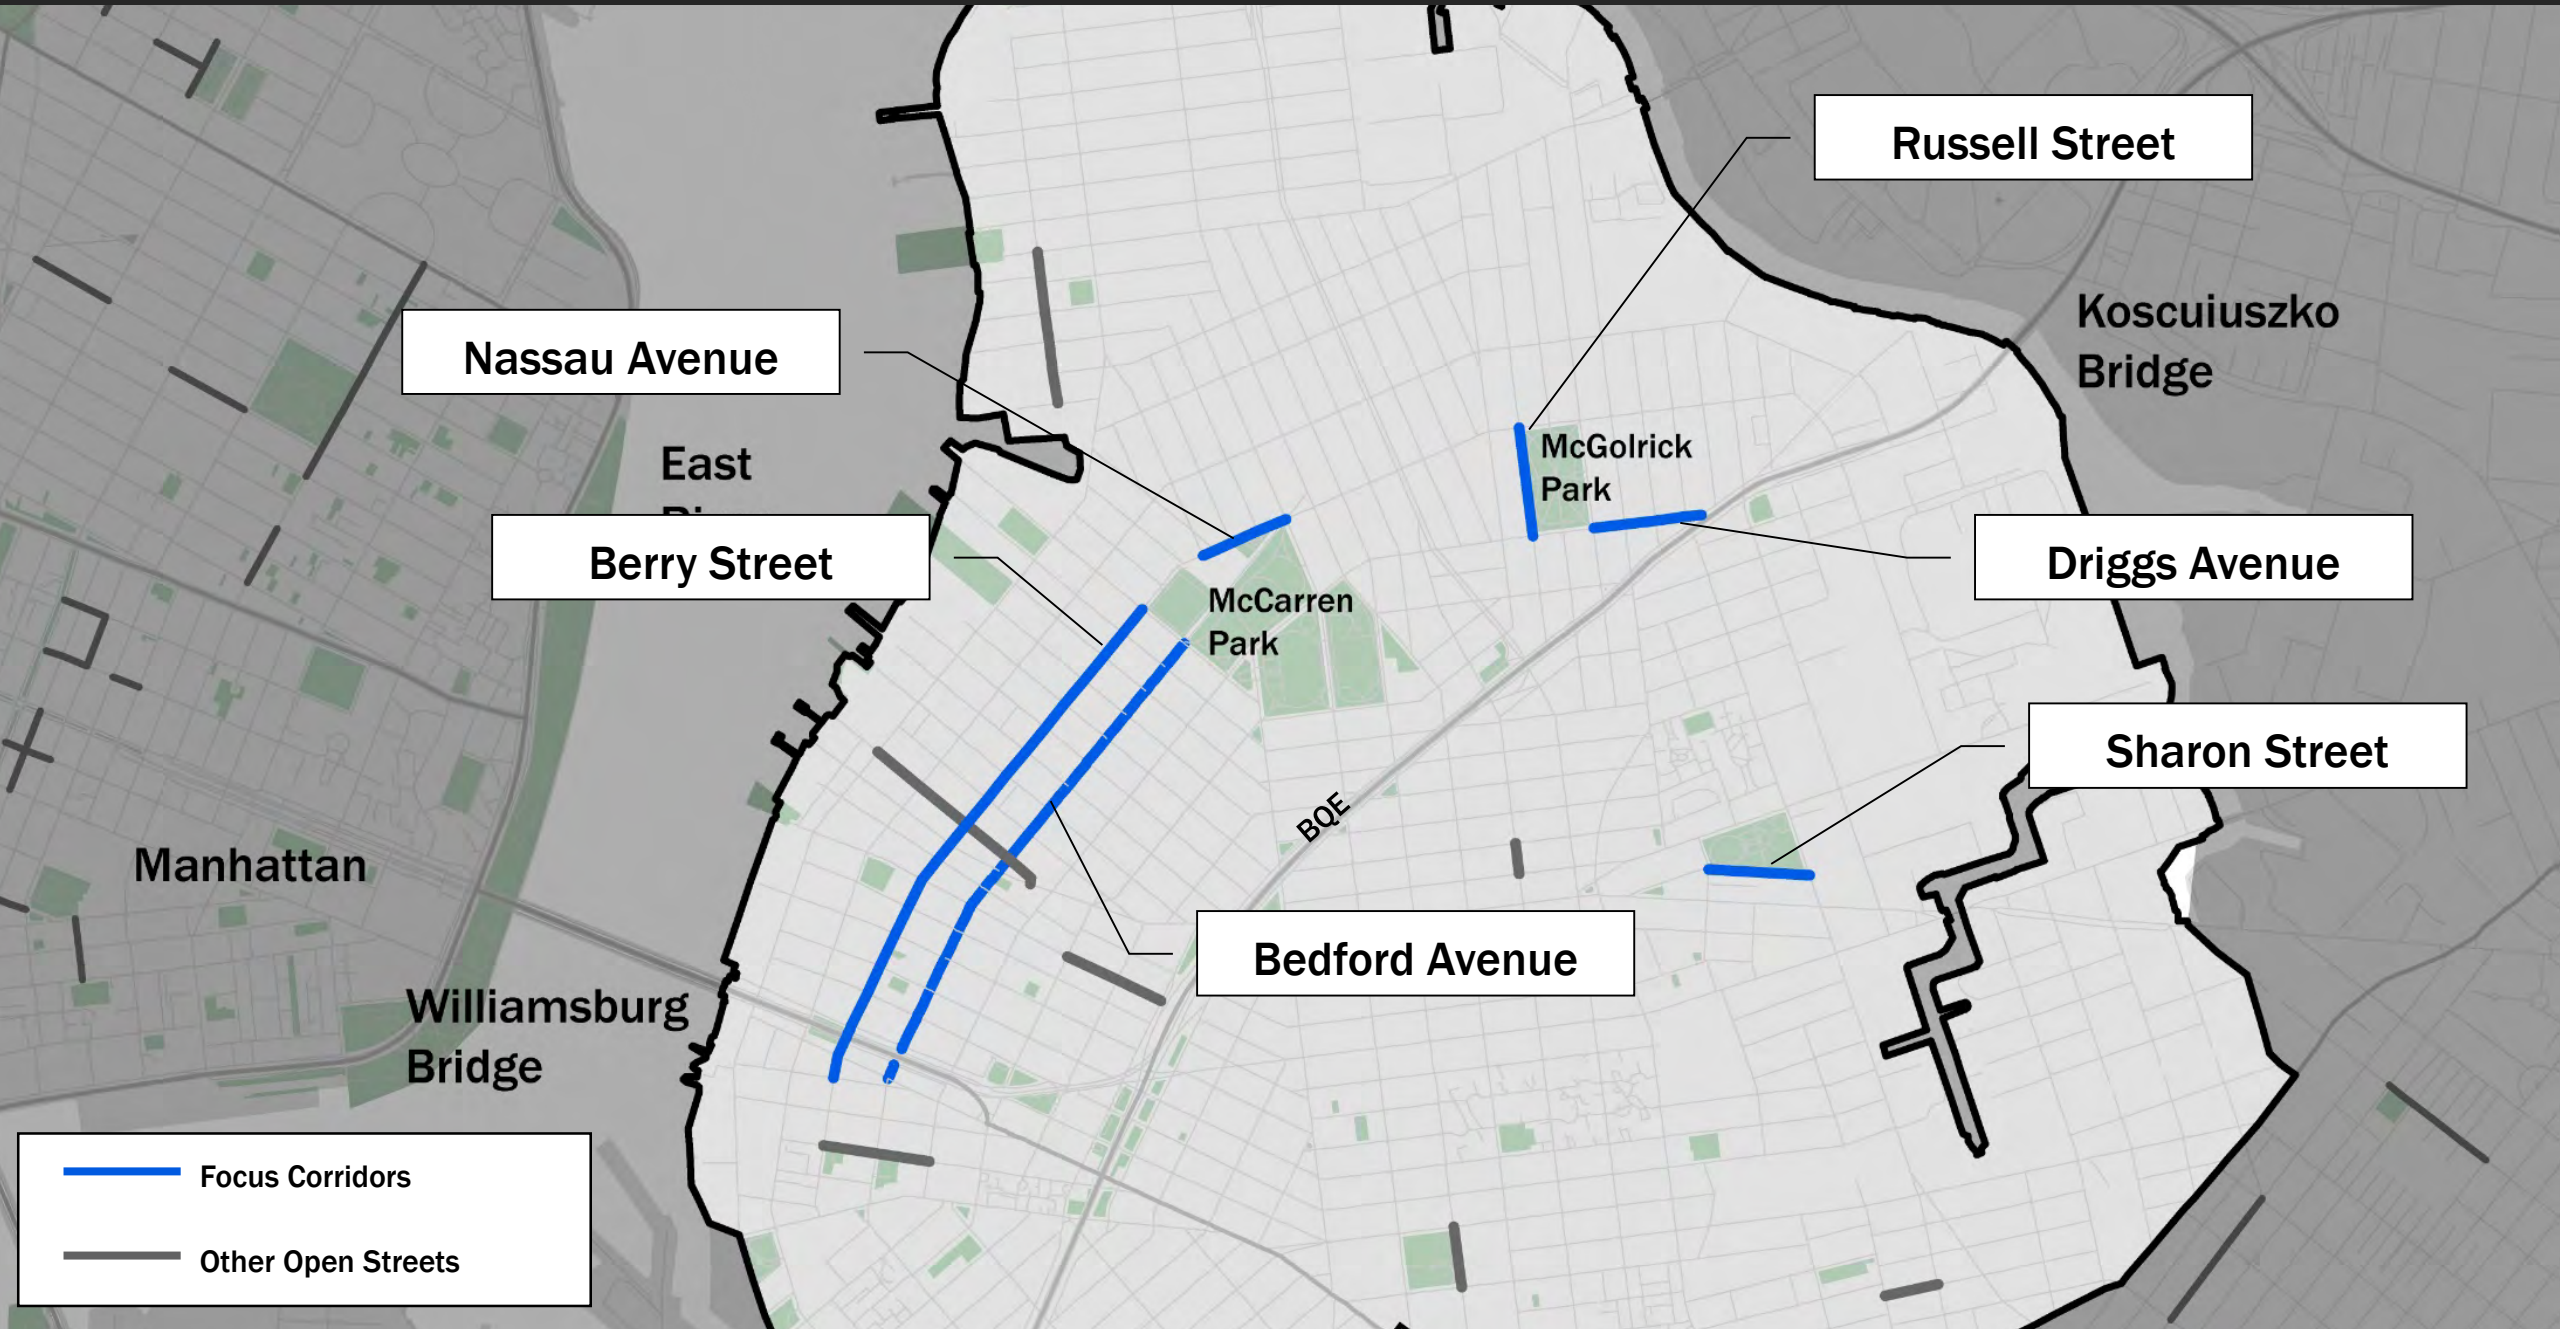 Russell Street
Koscuiuszko
Bridge
Nassau Avenue
McGolrick
Park
East
Berry Street
Driggs Avenue
McCarren
Park
Sharon Street
BQE
Manhattan
Bedford Avenue
Williamsburg
Bridge
Focus Corridors
Other Open Streets